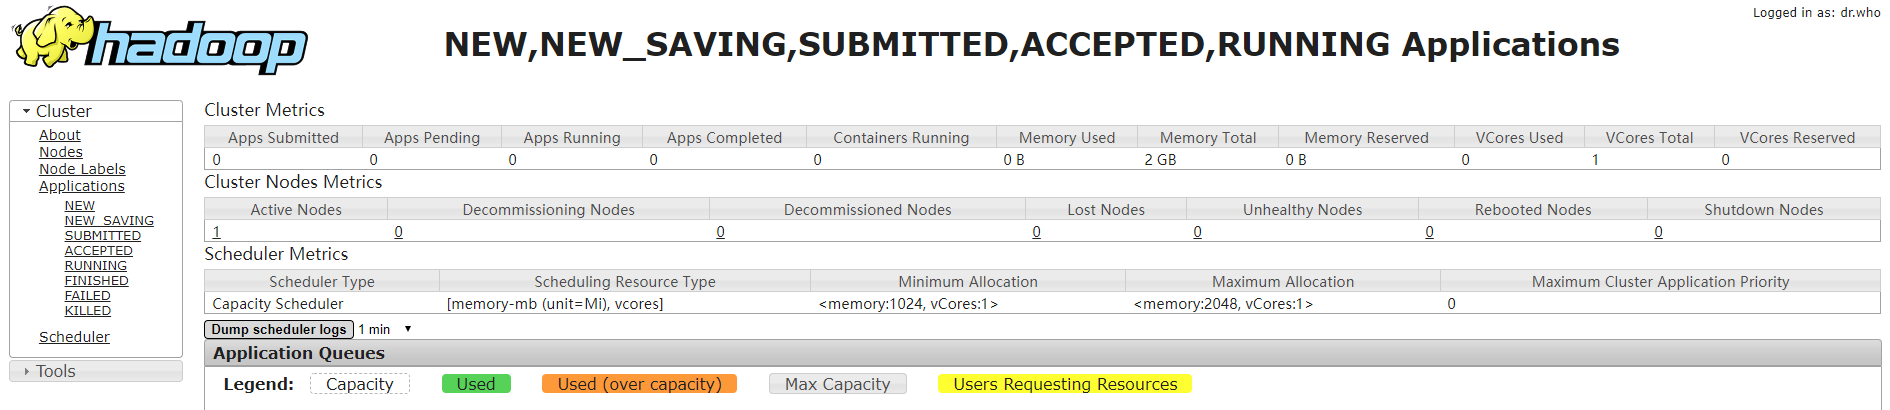 Logged in as: dr.who
hadoop
NEW,NEW_SAVING,SUBMITTED,ACCEPTED,RUNNING Applications
Cluster
About
Nodes
Node Labels
Applications
NEW
NEW_SAVING
SUBMITTED
ACCEPTED
RUNNING
FINISHED
FAILED
KILLED
Scheduler
Tools
Cluster Metrics
Apps Submitted Apps Pending Apps Running Apps Completed Containers Running Memory Used Memory Total Memory Reserved VCores Used VCores Total VCores Reserved
0 0 0 0 0 0 B 2 GB 0 B 0 1 0
Cluster Nodes Metrics
Active Nodes Decommissioning Nodes Decommissioned Nodes Lost Nodes Unhealthy Nodes Rebooted Nodes Shutdown Nodes
1 0 0 0 0 0 0
Scheduler Metrics
Scheduler Type Scheduling Resource Type Minimum Allocation Maximum Allocation Maximum Cluster Application Priority
Capacity Scheduler [memory-mb (unit=Mi), vcores] <memory:1024, vCores:1> <memory:2048, vCores:1> 0
Dump scheduler logs 1 min
Application Queues
Legend: Capacity Used Used (over capacity) Max Capacity Users Requesting Resources